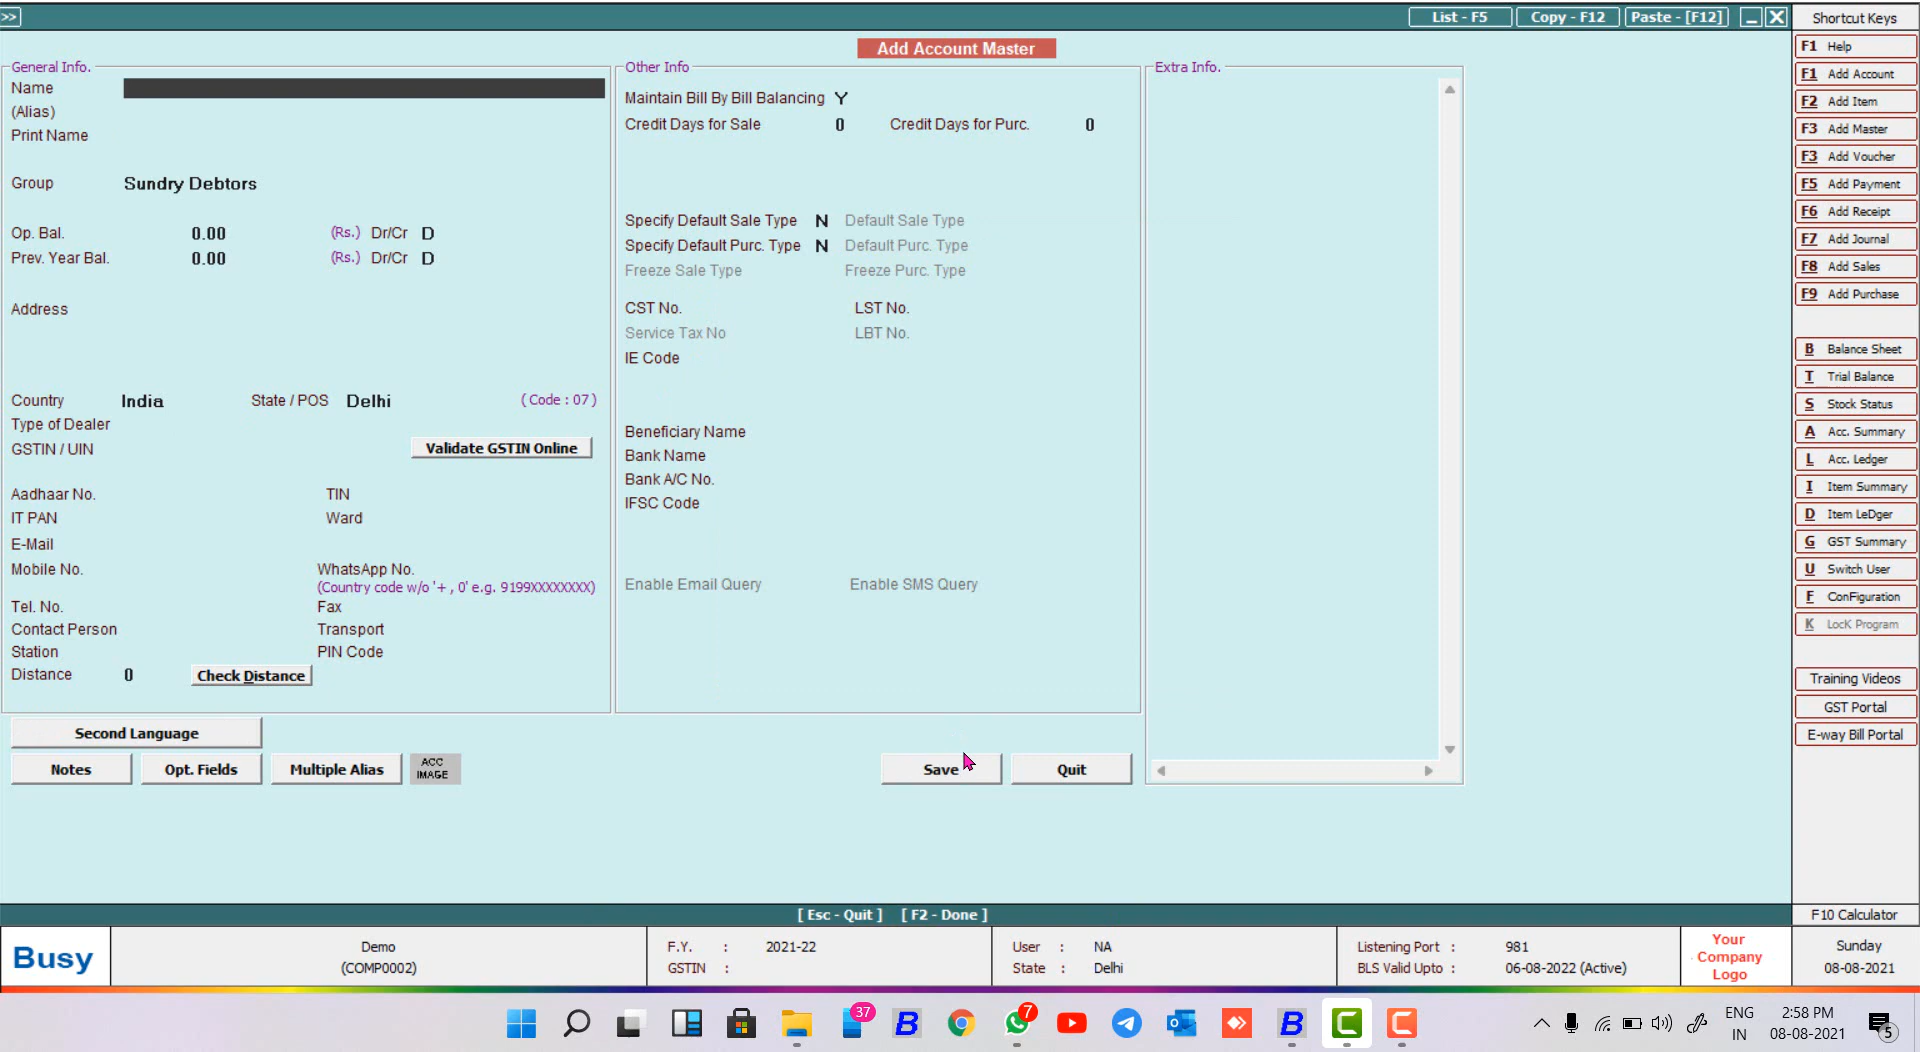 >>
List - F5
Copy - F12
Paste - [F12]
Add Account Master
General Info.
Name
(Alias)
Print Name
Group Sundry Debtors
Op. Bal. 0.00 (Rs.) Dr/Cr D
Prev. Year Bal. 0.00 (Rs.) Dr/Cr D
Address
Country India State / POS Delhi ( Code : 07 )
Type of Dealer
GSTIN / UIN Validate GSTIN Online
Aadhaar No. TIN
IT PAN Ward
E-Mail
Mobile No. WhatsApp No.
(Country code w/o '+ , 0' e.g. 9199XXXXXXXX)
Tel. No. Fax
Contact Person Transport
Station PIN Code
Distance 0 Check Distance
Other Info
Maintain Bill By Bill Balancing Y
Credit Days for Sale 0 Credit Days for Purc. 0
Specify Default Sale Type N Default Sale Type
Specify Default Purc. Type N Default Purc. Type
Freeze Sale Type Freeze Purc. Type
CST No. LST No.
Service Tax No LBT No.
IE Code
Beneficiary Name
Bank Name
Bank A/C No.
IFSC Code
Enable Email Query Enable SMS Query
Extra Info.
Second Language
Notes
Opt. Fields
Multiple Alias
ACC
IMAGE
Save
Quit
[ Esc - Quit ] [ F2 - Done ]
Shortcut Keys
F1 Help
F1 Add Account
F2 Add Item
F3 Add Master
F3 Add Voucher
F5 Add Payment
F6 Add Receipt
F7 Add Journal
F8 Add Sales
F9 Add Purchase
B Balance Sheet
T Trial Balance
S Stock Status
A Acc. Summary
L Acc. Ledger
I Item Summary
D Item LeDger
G GST Summary
U Switch User
F ConFiguration
K LocK Program
Training Videos
GST Portal
E-way Bill Portal
F10 Calculator
Busy
Demo
(COMP0002)
F.Y. : 2021-22
GSTIN :
User : NA
State : Delhi
Listening Port : 981
BLS Valid Upto : 06-08-2022 (Active)
Your
Company
Logo
Sunday
08-08-2021
37
B
7
B
ENG
IN
2:58 PM
08-08-2021
5